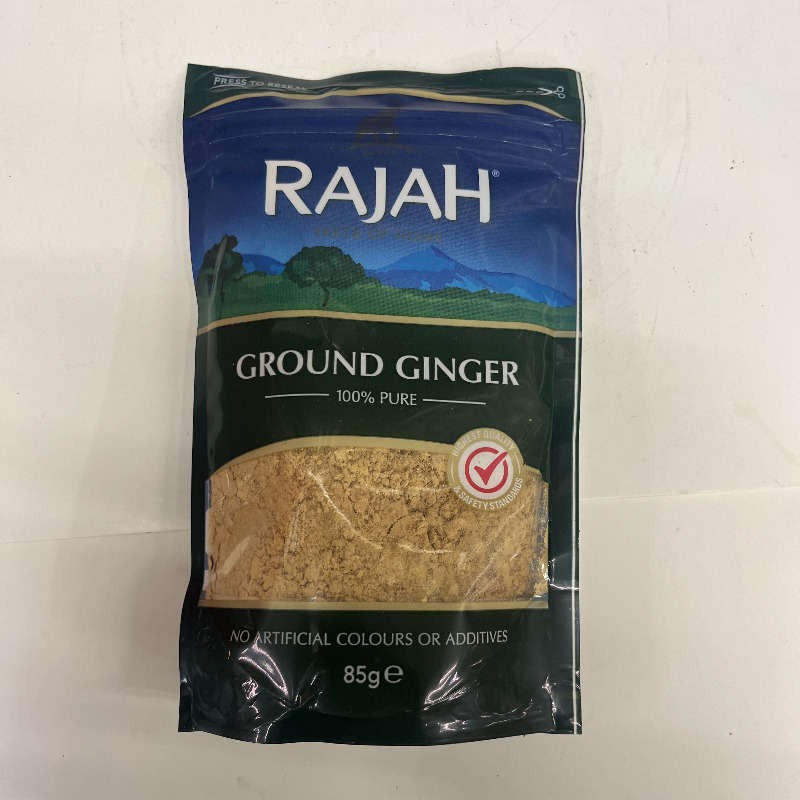 PRESS TO RESEAL
RAJAH®
GROUND GINGER
100% PURE
HIGHEST QUALITY
& SAFETY STANDARDS
NO ARTIFICIAL COLOURS OR ADDITIVES
85g℮